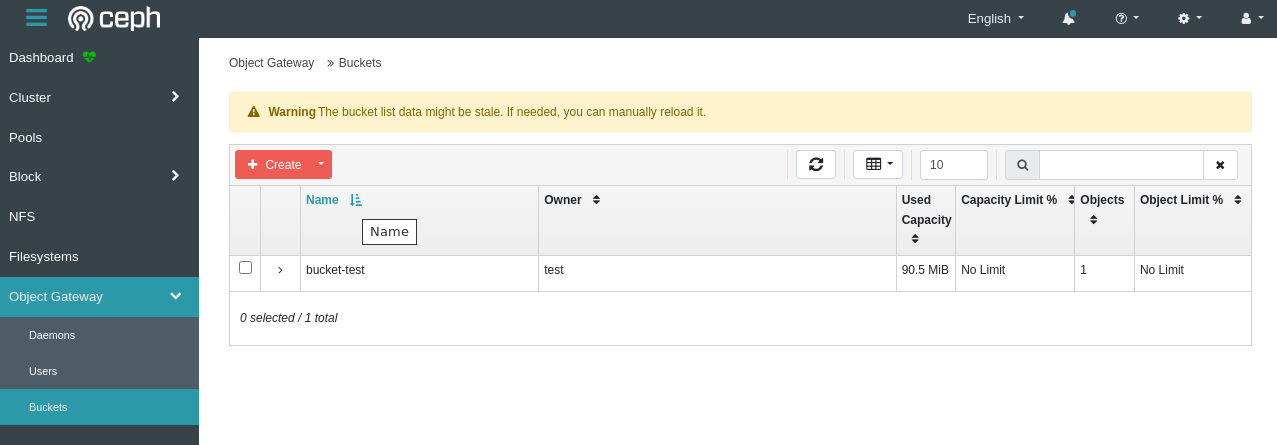 ceph
English
Dashboard
Cluster
Pools
Block
NFS
Filesystems
Object Gateway
Daemons
Users
Buckets
Object Gateway » Buckets
Warning The bucket list data might be stale. If needed, you can manually reload it.
Create
10
Name
Owner
Used Capacity
Capacity Limit %
Objects
Object Limit %
Name
bucket-test
test
90.5 MiB
No Limit
1
No Limit
0 selected / 1 total